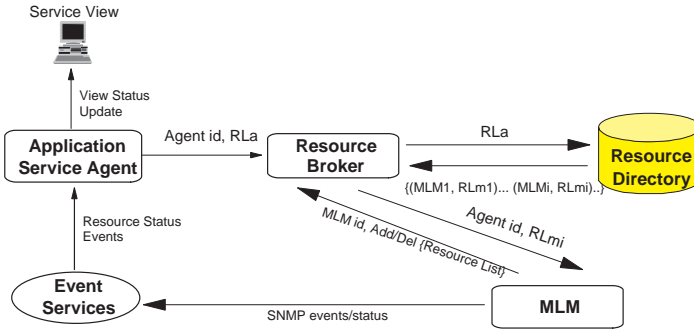 Service View
View Status
Update
Application
Service Agent
Agent id, RLa
Resource
Broker
RLa
{(MLM1, RLm1)... (MLMi, RLmi)..}
Resource
Directory
Agent id, RLmi
MLM id, Add/Del {Resource List}
Resource Status
Events
Event
Services
SNMP events/status
MLM